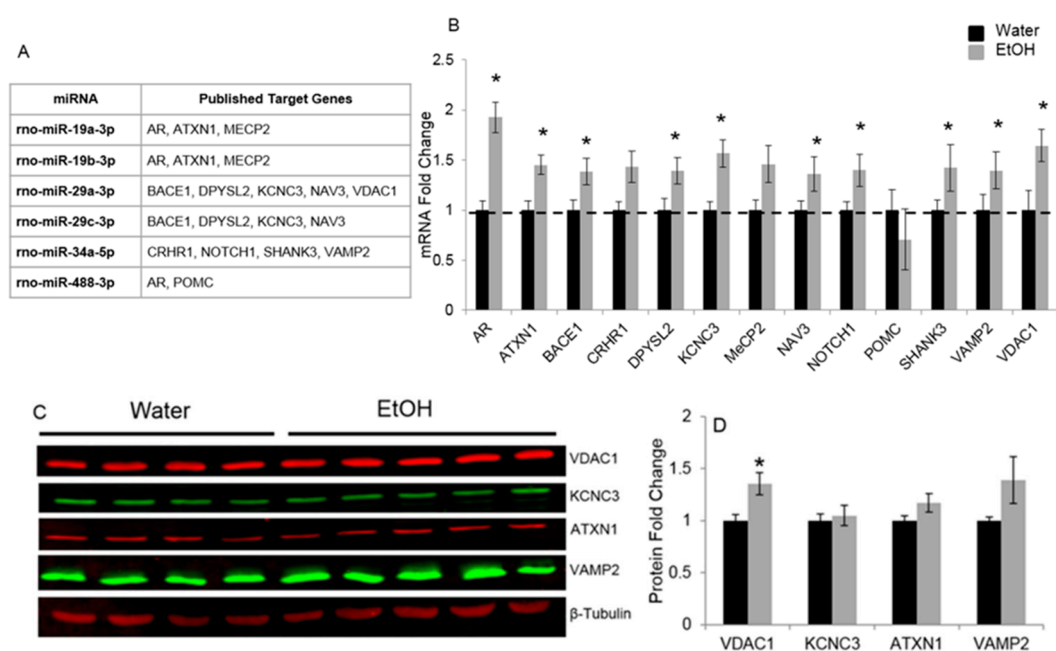 A
miRNA Published Target Genes
rno-miR-19a-3p AR, ATXN1, MECP2
rno-miR-19b-3p AR, ATXN1, MECP2
rno-miR-29a-3p BACE1, DPYSL2, KCNC3, NAV3, VDAC1
rno-miR-29c-3p BACE1, DPYSL2, KCNC3, NAV3
rno-miR-34a-5p CRHR1, NOTCH1, SHANK3, VAMP2
rno-miR-488-3p AR, POMC
B
Water
EtOH
mRNA Fold Change
2.5
2
1.5
1
0.5
0
* * * * * * * * * *
AR ATXN1 BACE1 CRHR1 DPYSL2 KCNC3 MeCP2 NAV3 NOTCH1 POMC SHANK3 VAMP2 VDAC1
C
Water EtOH
VDAC1
KCNC3
ATXN1
VAMP2
β-Tubulin
D
Protein Fold Change
2
1.5
1
0.5
0
*
VDAC1 KCNC3 ATXN1 VAMP2